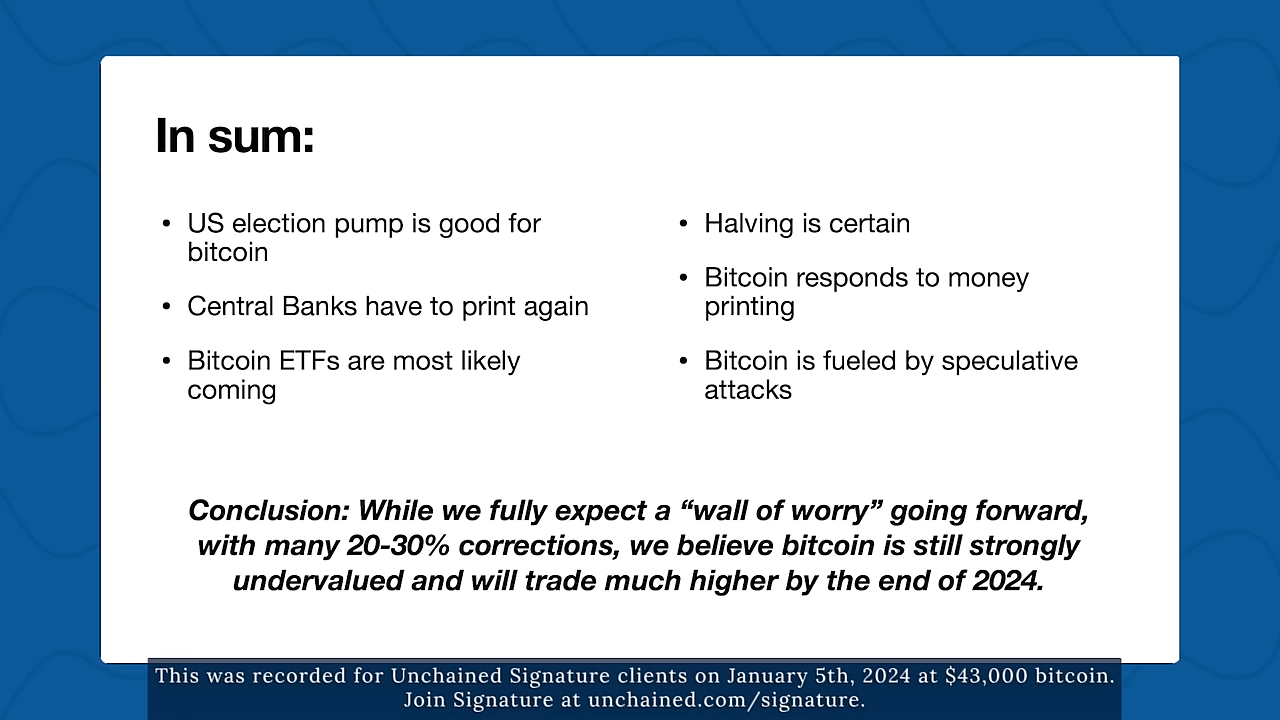 In sum:
• US election pump is good for
bitcoin
• Central Banks have to print again
• Bitcoin ETFs are most likely
coming
• Halving is certain
• Bitcoin responds to money
printing
• Bitcoin is fueled by speculative
attacks
Conclusion: While we fully expect a “wall of worry” going forward,
with many 20-30% corrections, we believe bitcoin is still strongly
undervalued and will trade much higher by the end of 2024.
This was recorded for Unchained Signature clients on January 5th, 2024 at $43,000 bitcoin.
Join Signature at unchained.com/signature.